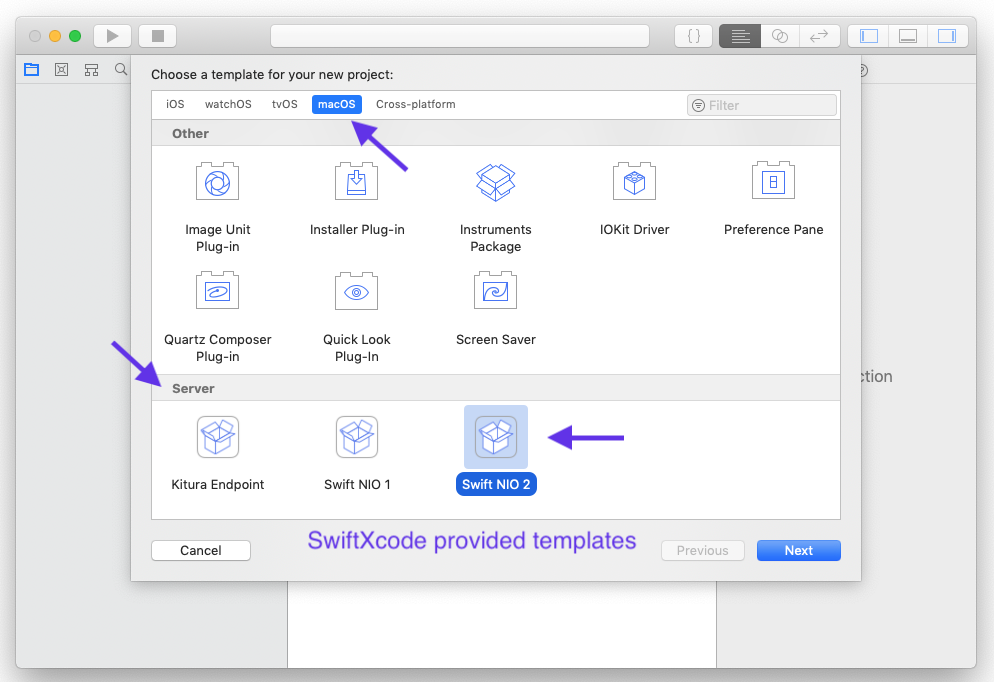 Choose a template for your new project:
iOS watchOS tvOS macOS Cross-platform Filter
Other
Image Unit Plug-in
Installer Plug-in
Instruments Package
IOKit Driver
Preference Pane
Quartz Composer Plug-in
Quick Look Plug-In
Screen Saver
Server
Kitura Endpoint
Swift NIO 1
Swift NIO 2
SwiftXcode provided templates
Cancel
Previous
Next
ction